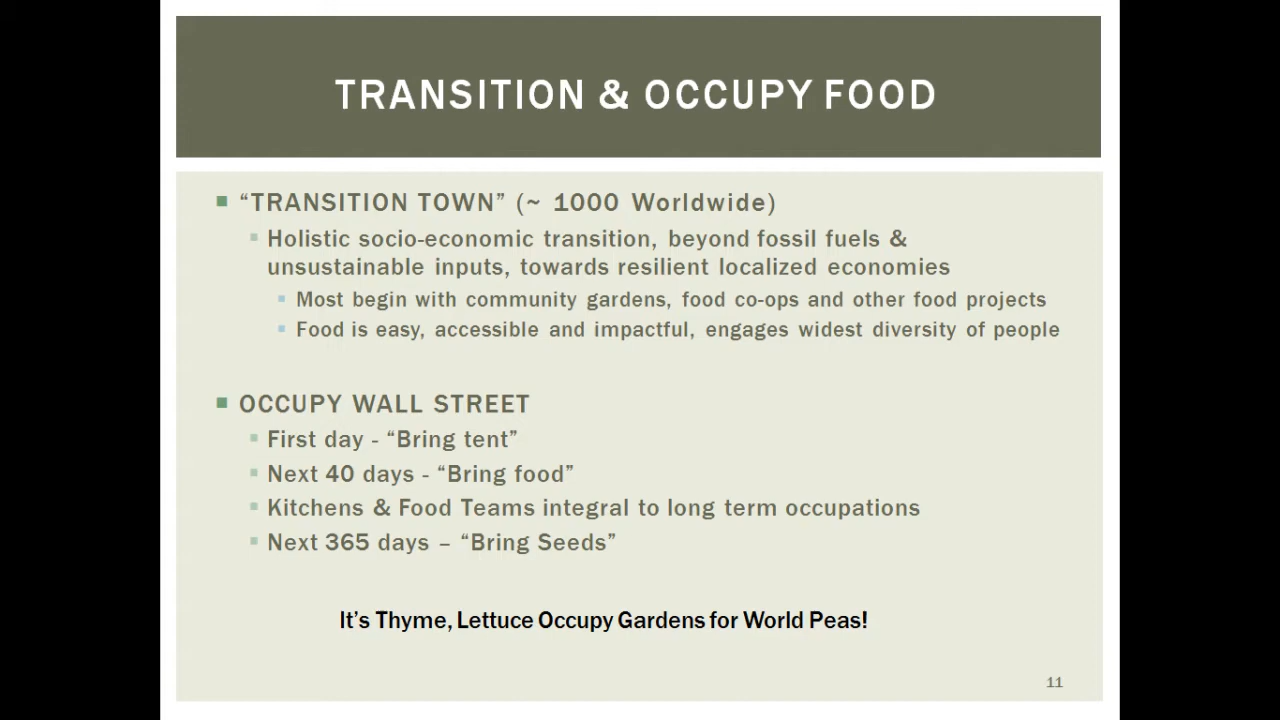 TRANSITION & OCCUPY FOOD
“TRANSITION TOWN” (~ 1000 Worldwide)
Holistic socio-economic transition, beyond fossil fuels &
unsustainable inputs, towards resilient localized economies
Most begin with community gardens, food co-ops and other food projects
Food is easy, accessible and impactful, engages widest diversity of people
OCCUPY WALL STREET
First day - “Bring tent”
Next 40 days - “Bring food”
Kitchens & Food Teams integral to long term occupations
Next 365 days – “Bring Seeds”
It’s Thyme, Lettuce Occupy Gardens for World Peas!
11